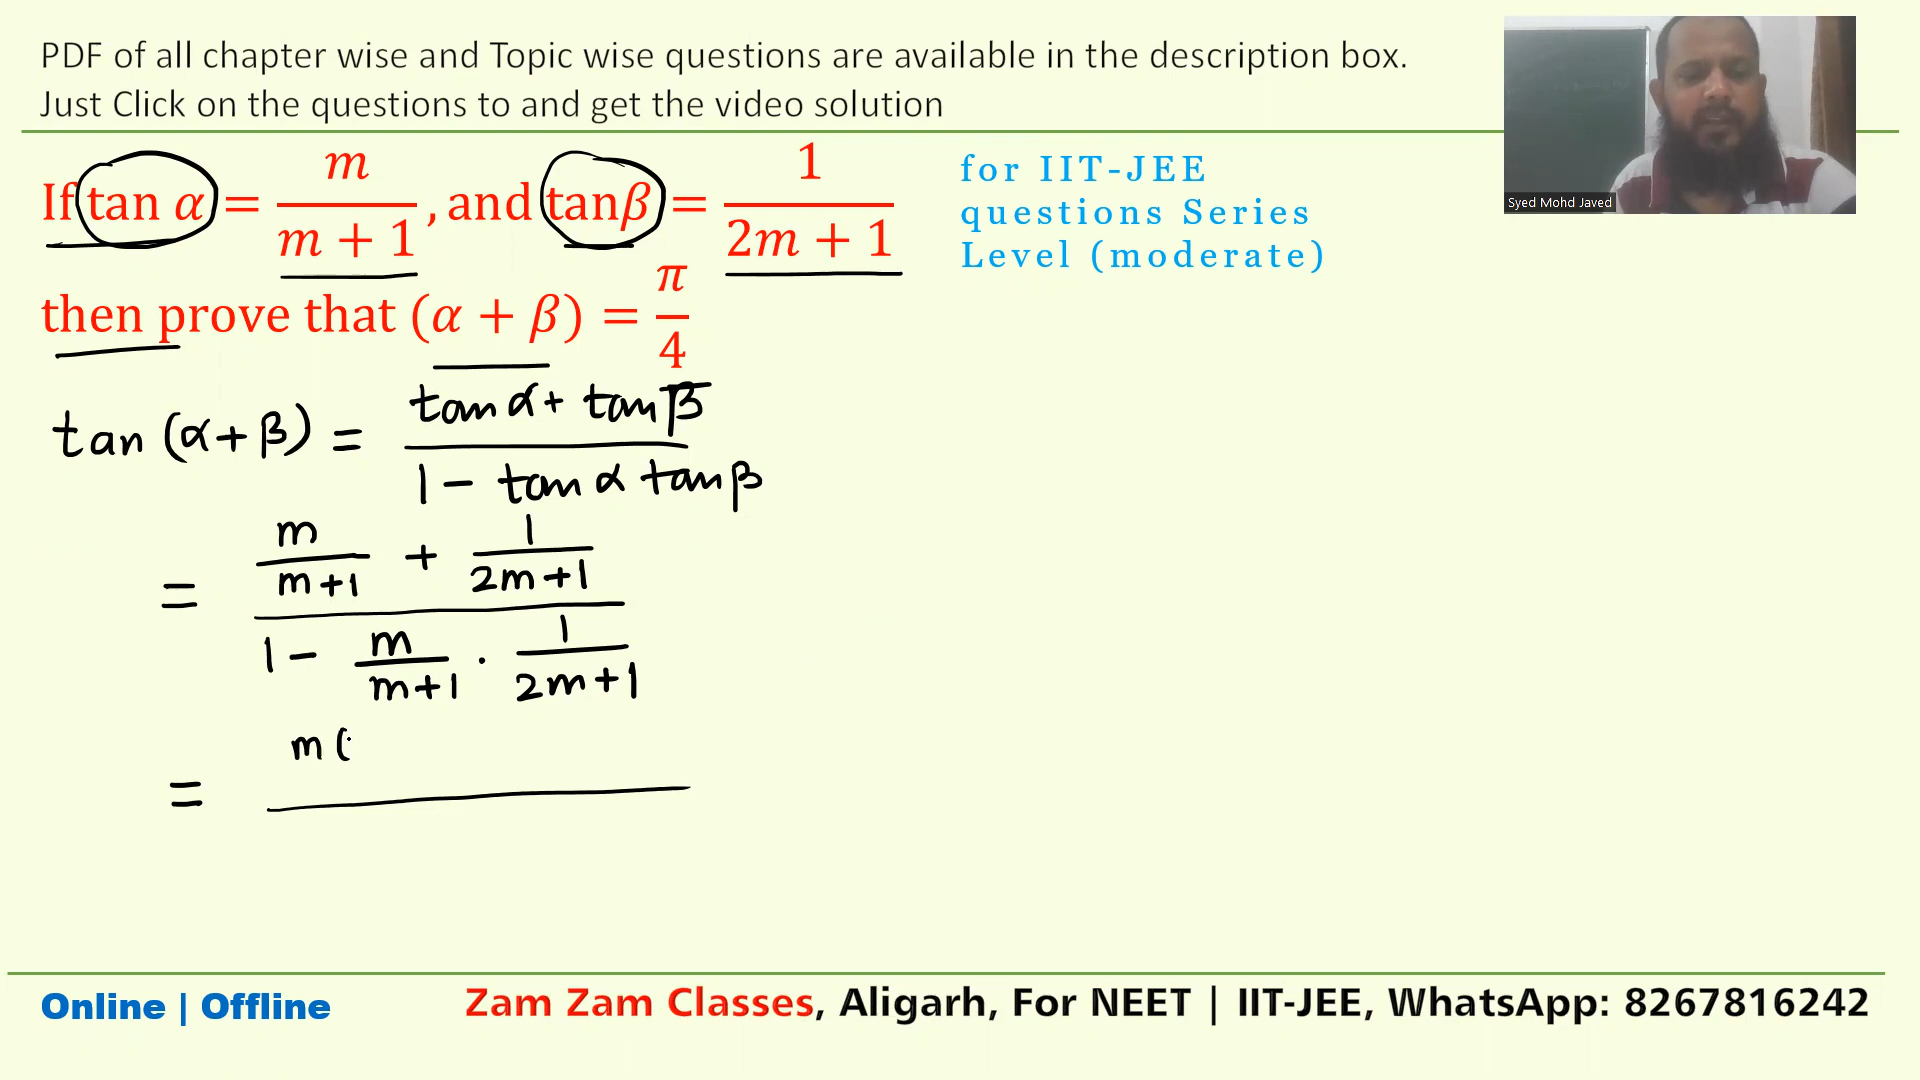 PDF of all chapter wise and Topic wise questions are available in the description box.
Just Click on the questions to and get the video solution
Syed Mohd Javed
If tan α = m/(m + 1), and tanβ = 1/(2m + 1)
then prove that (α + β) = π/4
for IIT-JEE
questions Series
Level (moderate)
tan (α+β) = (tan α + tan β)/(1 - tan α tan β)
= (m/(m+1) + 1/(2m+1))/(1 - m/(m+1) · 1/(2m+1))
= m (
Online | Offline
Zam Zam Classes, Aligarh, For NEET | IIT-JEE, WhatsApp: 8267816242